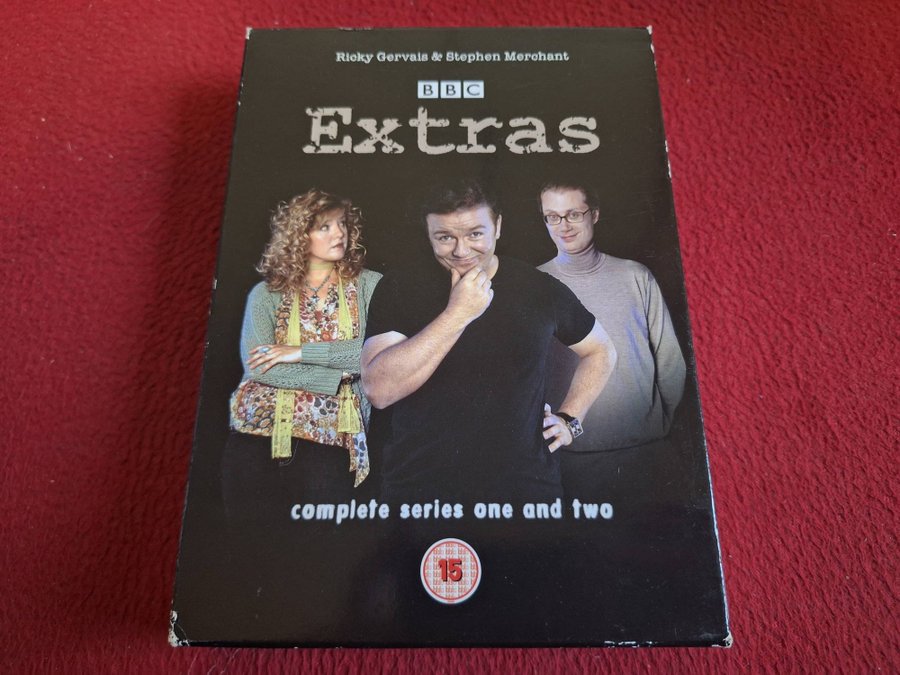 Ricky Gervais & Stephen Merchant
BBC
Extras
complete series one and two
15